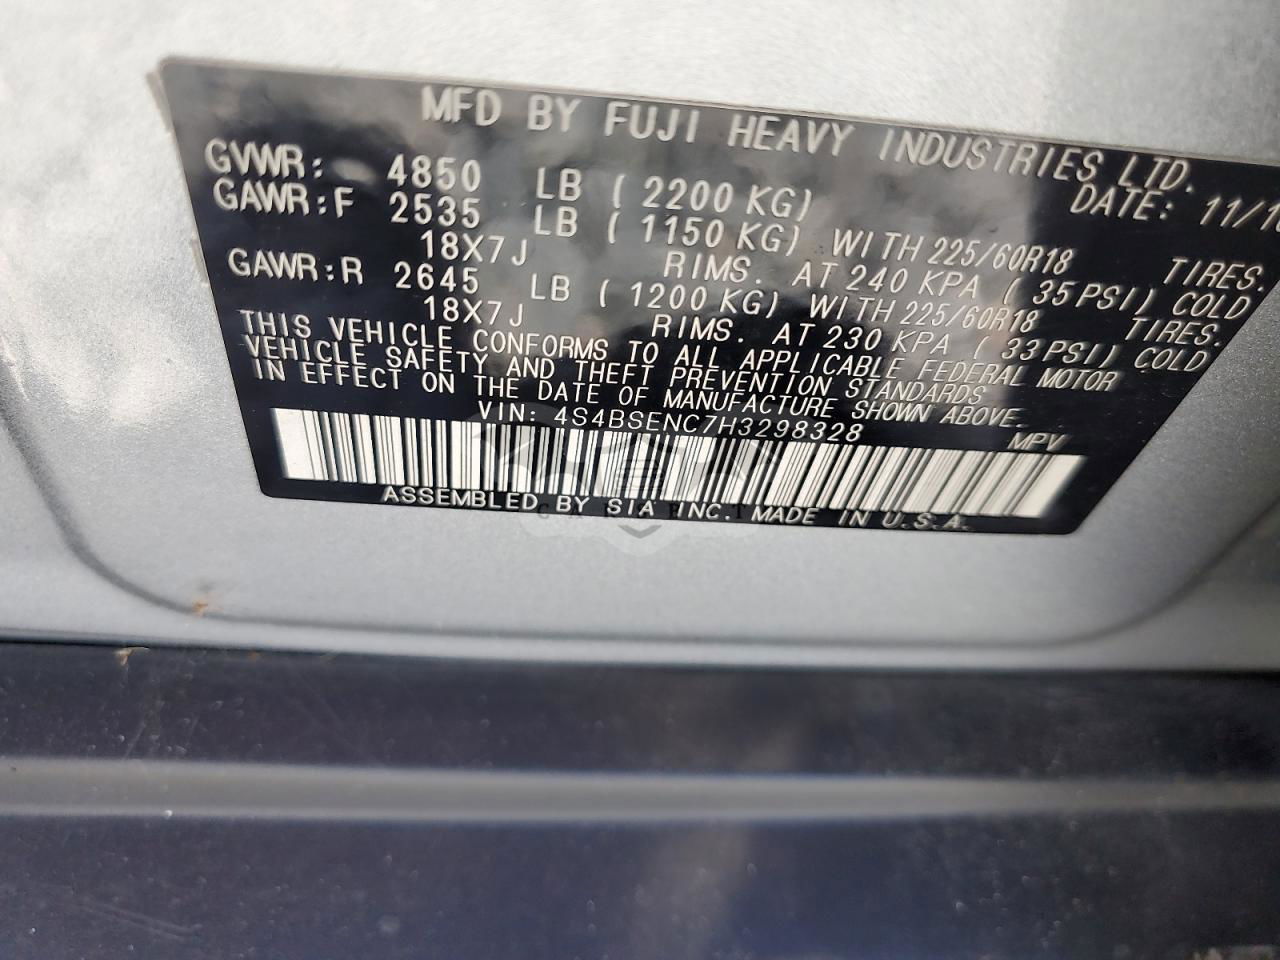 MFD BY FUJI HEAVY INDUSTRIES LTD.
GVWR: 4850 LB ( 2200 KG) DATE: 11/1
GAWR:F 2535 LB ( 1150 KG) WITH 225/60R18 TIRES.
18X7J RIMS. AT 240 KPA ( 35PSI) COLD
GAWR:R 2645 LB ( 1200 KG) WITH 225/60R18 TIRES.
18X7J RIMS. AT 230 KPA ( 33PSI) COLD
THIS VEHICLE CONFORMS TO ALL APPLICABLE FEDERAL MOTOR
VEHICLE SAFETY AND THEFT PREVENTION STANDARDS
IN EFFECT ON THE DATE OF MANUFACTURE SHOWN ABOVE.
VIN: 4S4BSENC7H3298328 MPV
ASSEMBLED BY SIA INC. MADE IN U.S.A.